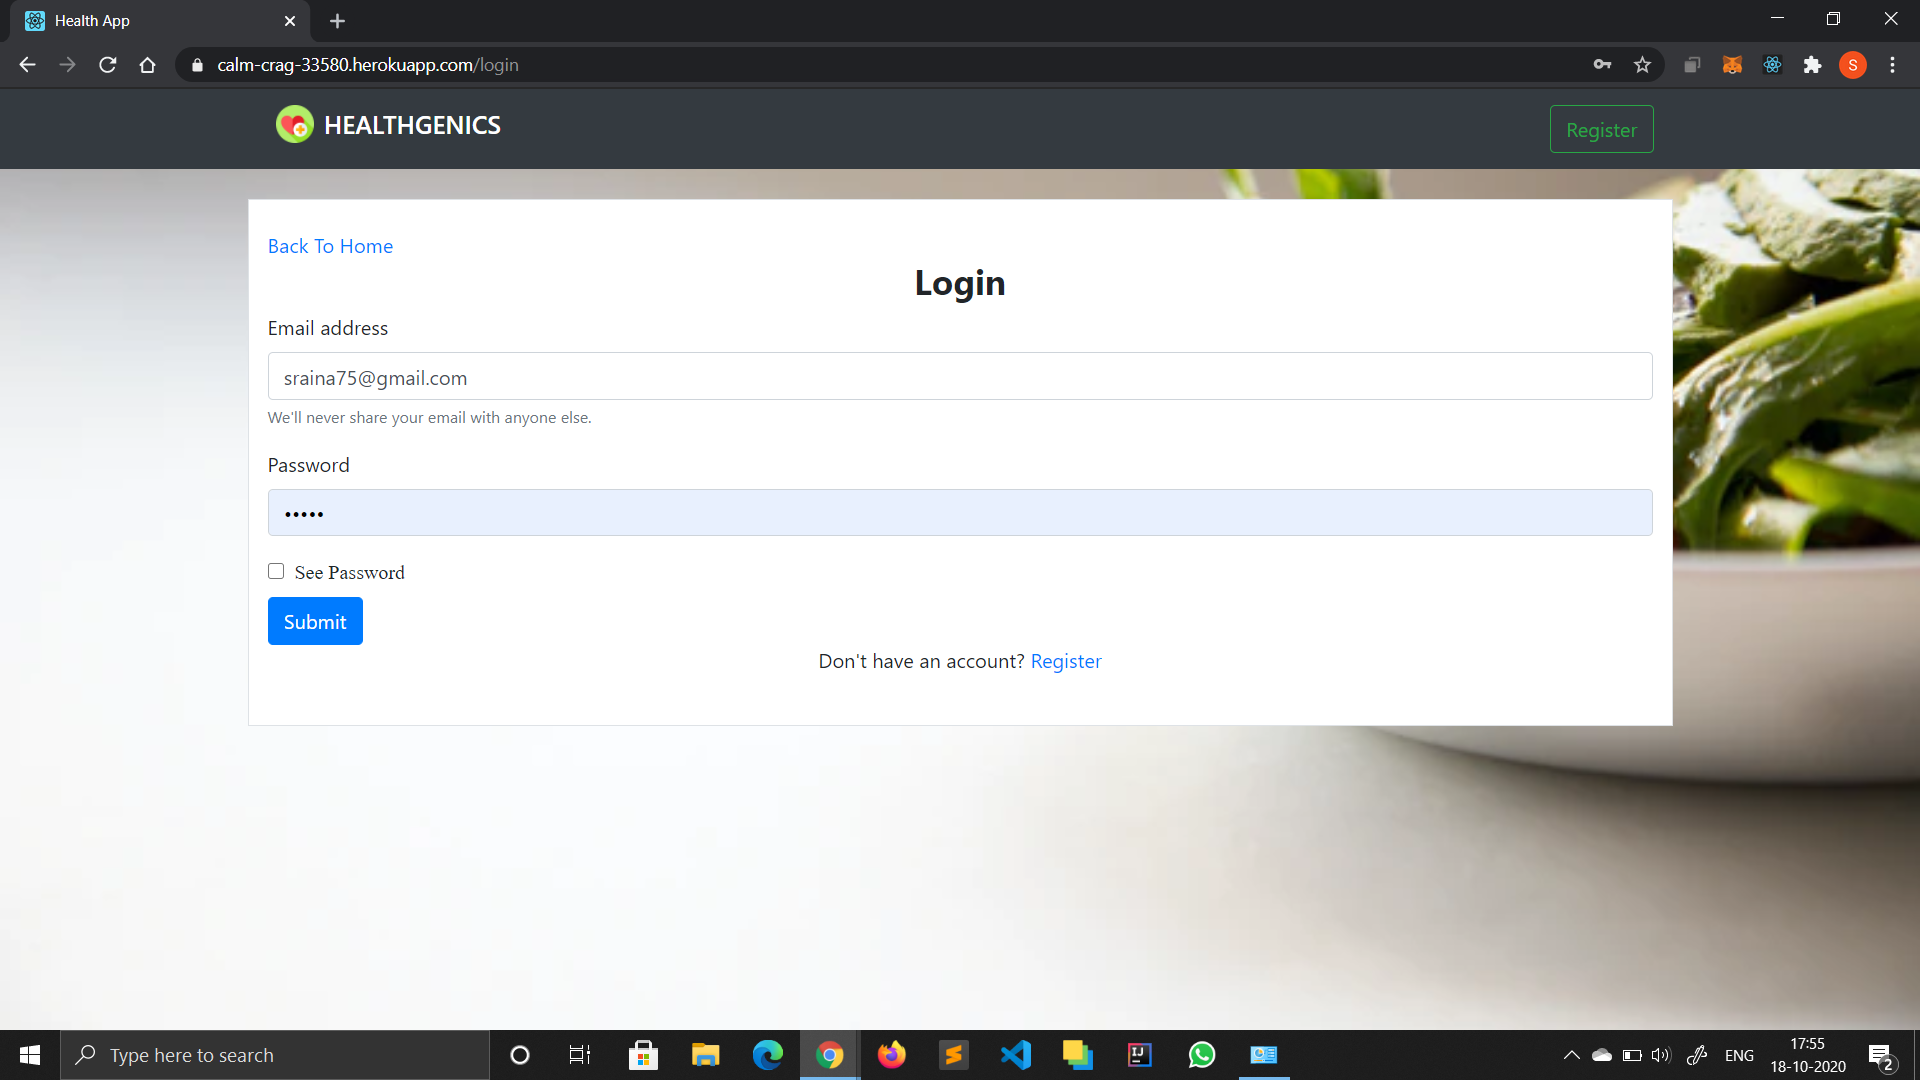 Health App
calm-crag-33580.herokuapp.com/login
S
HEALTHGENICS
Register
Back To Home
Login
Email address
sraina75@gmail.com
We'll never share your email with anyone else.
Password
•••••
See Password
Submit
Don't have an account? Register
Type here to search
IJ
ENG
17:55
18-10-2020
2